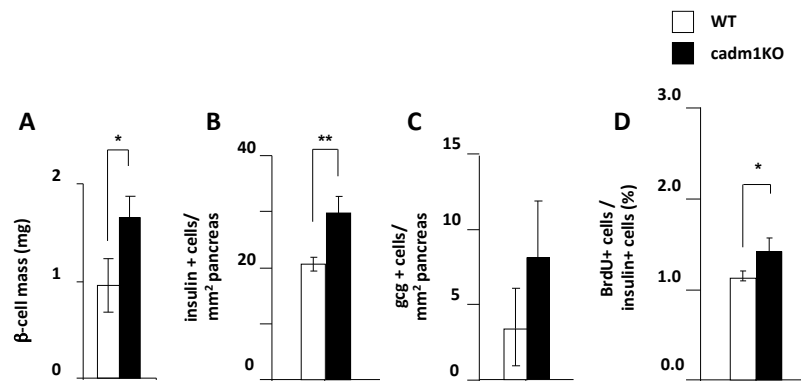 WT
cadm1KO
A
*
2
1
0
β-cell mass (mg)
B
**
40
20
0
insulin + cells/
mm² pancreas
C
15
10
5
0
gcg + cells/
mm² pancreas
D
*
3.0
2.0
1.0
0.0
BrdU+ cells /
insulin+ cells (%)